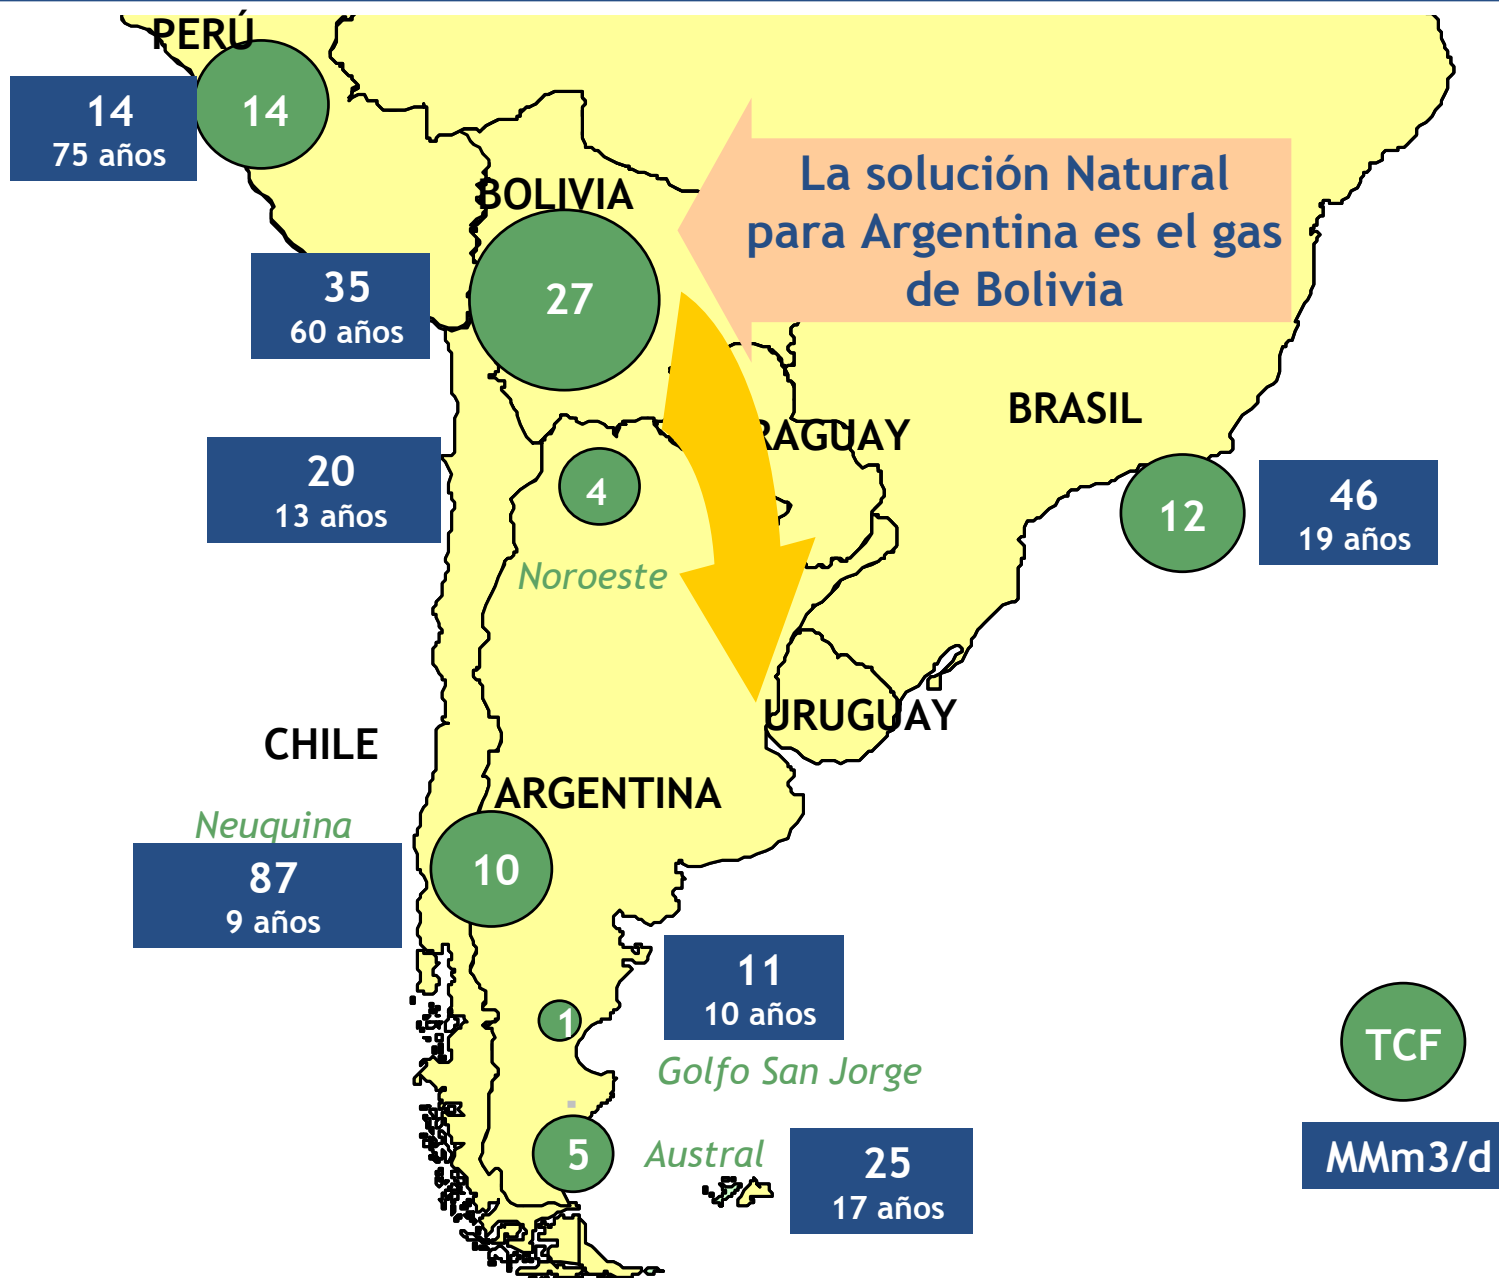 PERÚ
14
75 años
14
BOLIVIA
La solución Natural
para Argentina es el gas
de Bolivia
35
60 años
27
BRASIL
RAGUAY
20
13 años
4
Noroeste
12
46
19 años
URUGUAY
CHILE
ARGENTINA
Neuquina
87
9 años
10
11
10 años
1
Golfo San Jorge
TCF
5
Austral
25
17 años
MMm3/d